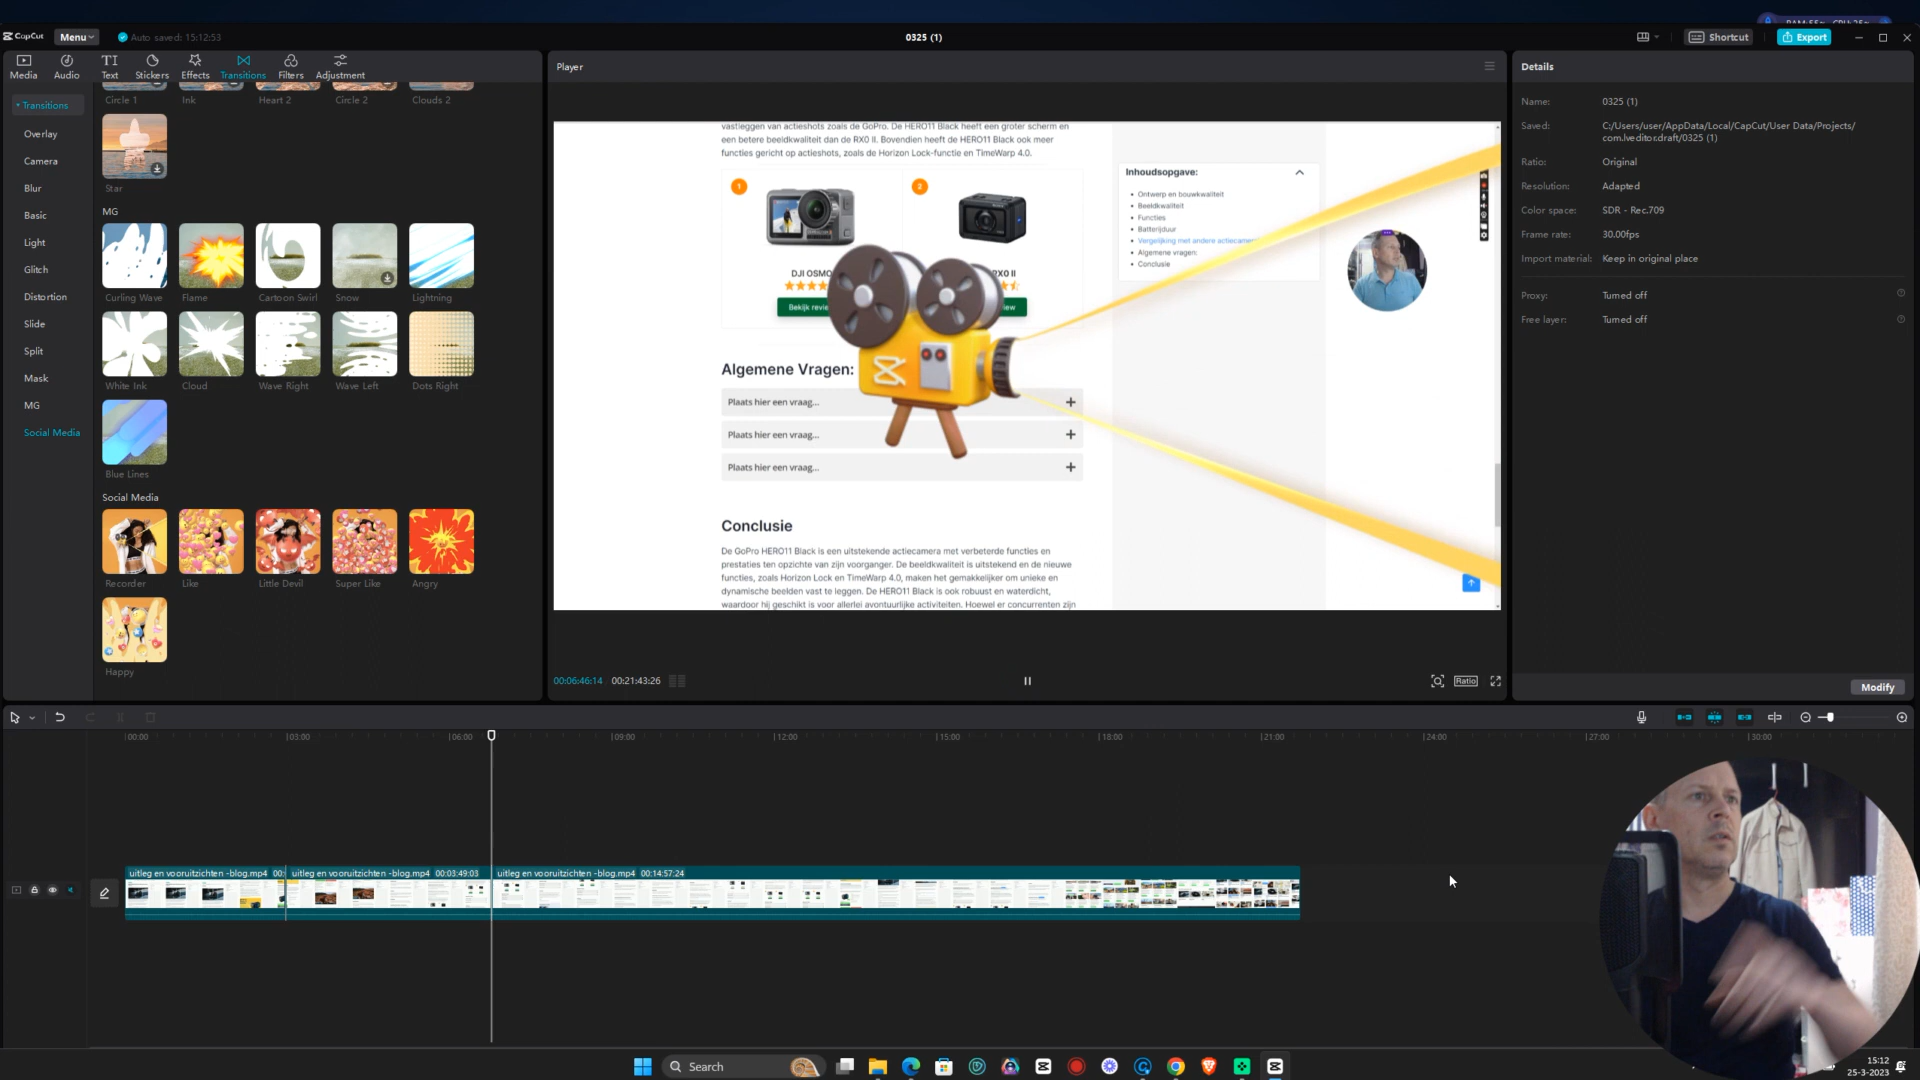 CapCut
Menu
Auto saved: 15:12:53
0325 (1)
Shortcut
Export
Media
Audio
Text
Stickers
Effects
Transitions
Filters
Adjustment
Player
Details
Transitions
Overlay
Camera
Blur
Basic
Light
Glitch
Distortion
Slide
Split
Mask
MG
Social Media
Circle 1
Ink
Heart 2
Circle 2
Clouds 2
Star
MG
Curling Wave
Flame
Cartoon Swirl
Snow
Lightning
White Ink
Cloud
Wave Right
Wave Left
Dots Right
Blue Lines
Social Media
Recorder
Like
Little Devil
Super Like
Angry
Happy
vastleggen van actieshots zoals de GoPro. De HERO11 Black heeft een groter scherm en
een betere beeldkwaliteit dan de RX0 II. Bovendien heeft de HERO11 Black ook meer
functies gericht op actieshots, zoals de Horizon Lock-functie en TimeWarp 4.0.
1
2
DJI OSMO
RX0 II
Bekijk revie
iew
Inhoudsopgave:
Ontwerp en bouwkwaliteit
Beeldkwaliteit
Functies
Batterijduur
Vergelijking met andere actiecamer
Algemene vragen:
Conclusie
Algemene Vragen:
Plaats hier een vraag...
Plaats hier een vraag...
Plaats hier een vraag...
Conclusie
De GoPro HERO11 Black is een uitstekende actiecamera met verbeterde functies en
prestaties ten opzichte van zijn voorganger. De beeldkwaliteit is uitstekend en de nieuwe
functies, zoals Horizon Lock en TimeWarp 4.0, maken het gemakkelijker om unieke en
dynamische beelden vast te leggen. De HERO11 Black is ook robuust en waterdicht,
waardoor hij geschikt is voor allerlei avontuurlijke activiteiten. Hoewel er concurrenten zijn
00:06:46:14
00:21:43:26
Ratio
Name:
0325 (1)
Saved:
C:/Users/user/AppData/Local/CapCut/User Data/Projects/
com.lveditor.draft/0325 (1)
Ratio:
Original
Resolution:
Adapted
Color space:
SDR - Rec.709
Frame rate:
30.00fps
Import material:
Keep in original place
Proxy:
Turned off
Free layer:
Turned off
Modify
00:00
03:00
06:00
09:00
12:00
15:00
18:00
21:00
24:00
27:00
30:00
uitleg en vooruitzichten -blog.mp4 00:
uitleg en vooruitzichten -blog.mp4 00:03:49:03
uitleg en vooruitzichten -blog.mp4 00:14:57:24
Search
15:12
25-3-2023